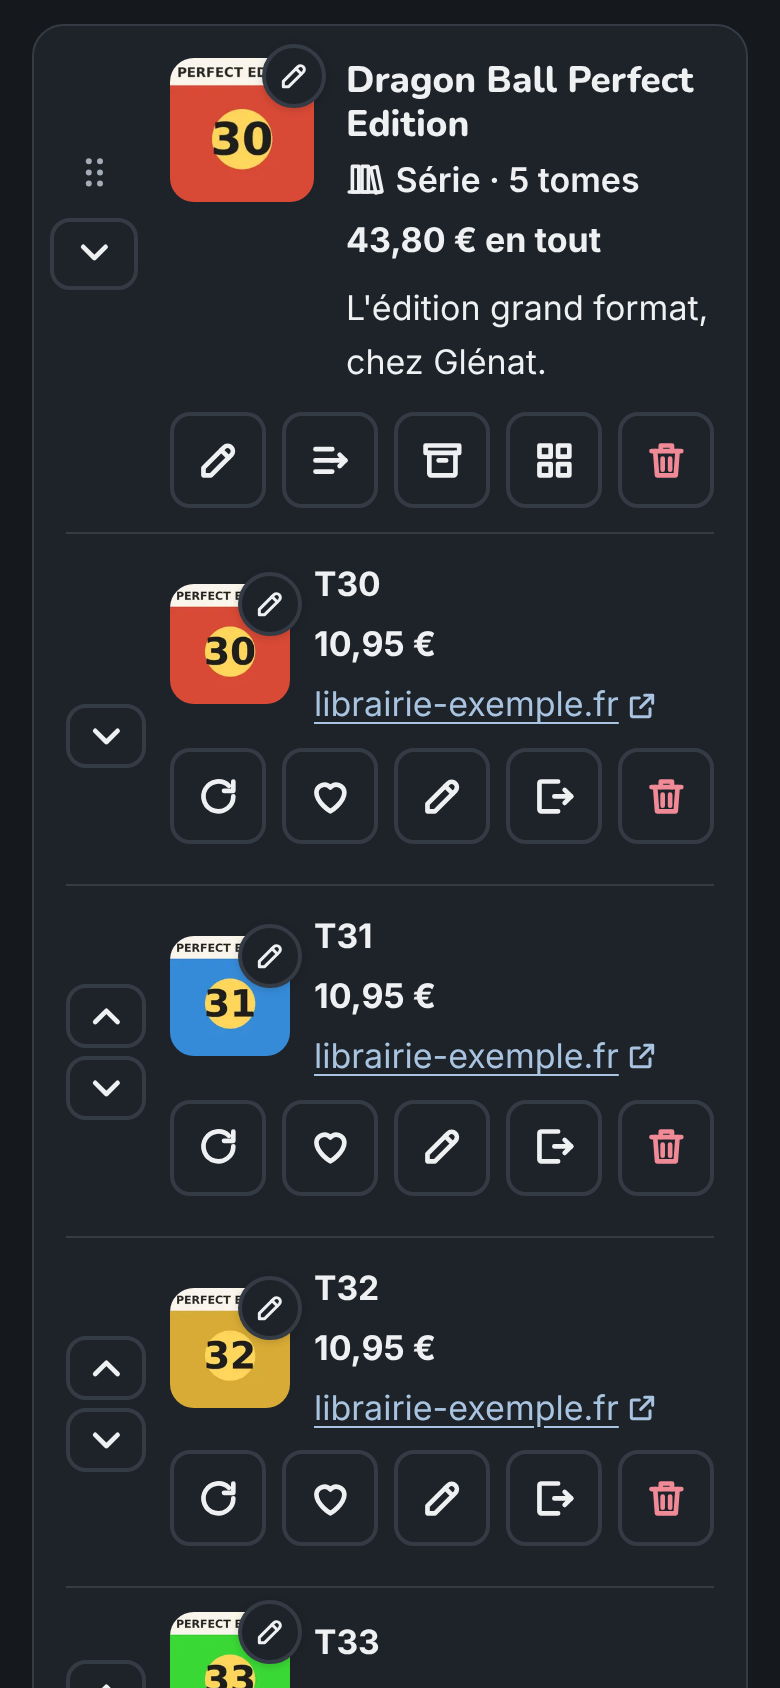 PERFECT ED
30
Dragon Ball Perfect
Edition
Série · 5 tomes
43,80 € en tout
L'édition grand format,
chez Glénat.
PERFECT E
30
T30
10,95 €
librairie-exemple.fr
PERFECT E
31
T31
10,95 €
librairie-exemple.fr
PERFECT E
32
T32
10,95 €
librairie-exemple.fr
PERFECT E
33
T33